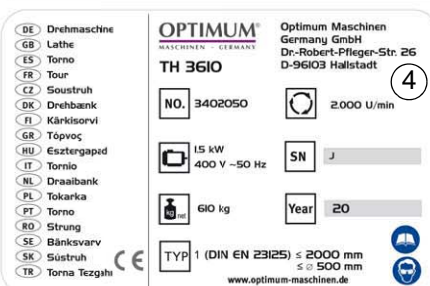 DE Drehmaschine
GB Lathe
ES Torno
FR Tour
CZ Soustruh
DK Drehbænk
FI Kärkisorvi
GR Τόρνος
HU Esztergapad
IT Tornio
NL Draaibank
PL Tokarka
PT Torno
RO Strung
SE Bänksvarv
SK Sústruh
TR Torna Tezgahı
CE
OPTIMUM®
MASCHINEN - GERMANY
TH 3610
Optimum Maschinen
Germany GmbH
Dr.-Robert-Pfleger-Str. 26
D-96103 Hallstadt
4
NO. 3402050
2.000 U/min
1.5 kW
400 V ~50 Hz
SN J
kg net 610 kg
Year 20
TYP 1 (DIN EN 23125) ≤ 2000 mm
≤ ⌀ 500 mm
www.optimum-maschinen.de